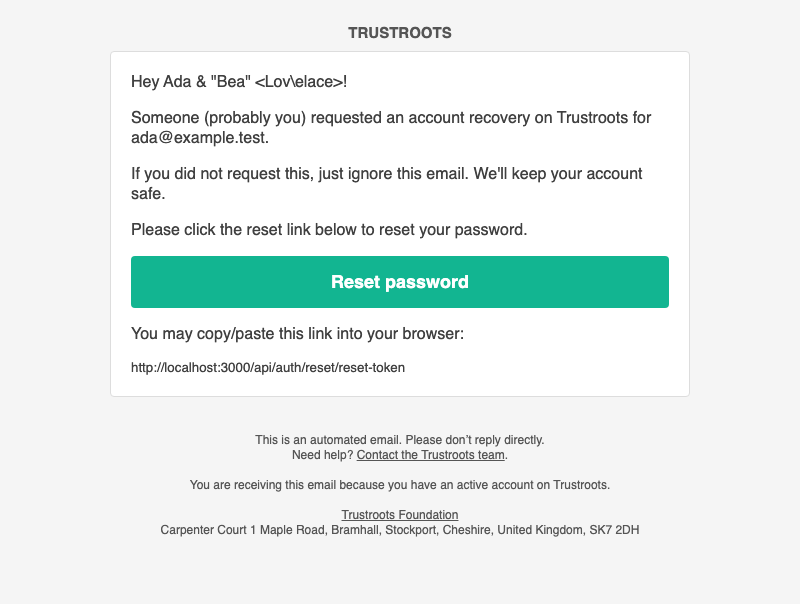 TRUSTROOTS
Hey Ada & "Bea" <Lov\elace>!
Someone (probably you) requested an account recovery on Trustroots for
ada@example.test.
If you did not request this, just ignore this email. We'll keep your account
safe.
Please click the reset link below to reset your password.
Reset password
You may copy/paste this link into your browser:
http://localhost:3000/api/auth/reset/reset-token
This is an automated email. Please don’t reply directly.
Need help? Contact the Trustroots team.
You are receiving this email because you have an active account on Trustroots.
Trustroots Foundation
Carpenter Court 1 Maple Road, Bramhall, Stockport, Cheshire, United Kingdom, SK7 2DH